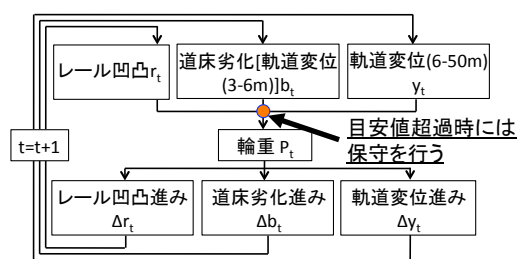 レール凹凸rt
道床劣化[軌道変位
(3-6m)]bt
軌道変位(6-50m)
yt
目安値超過時には
保守を行う
t=t+1
輪重 Pt
レール凹凸進み
Δrt
道床劣化進み
Δbt
軌道変位進み
Δyt